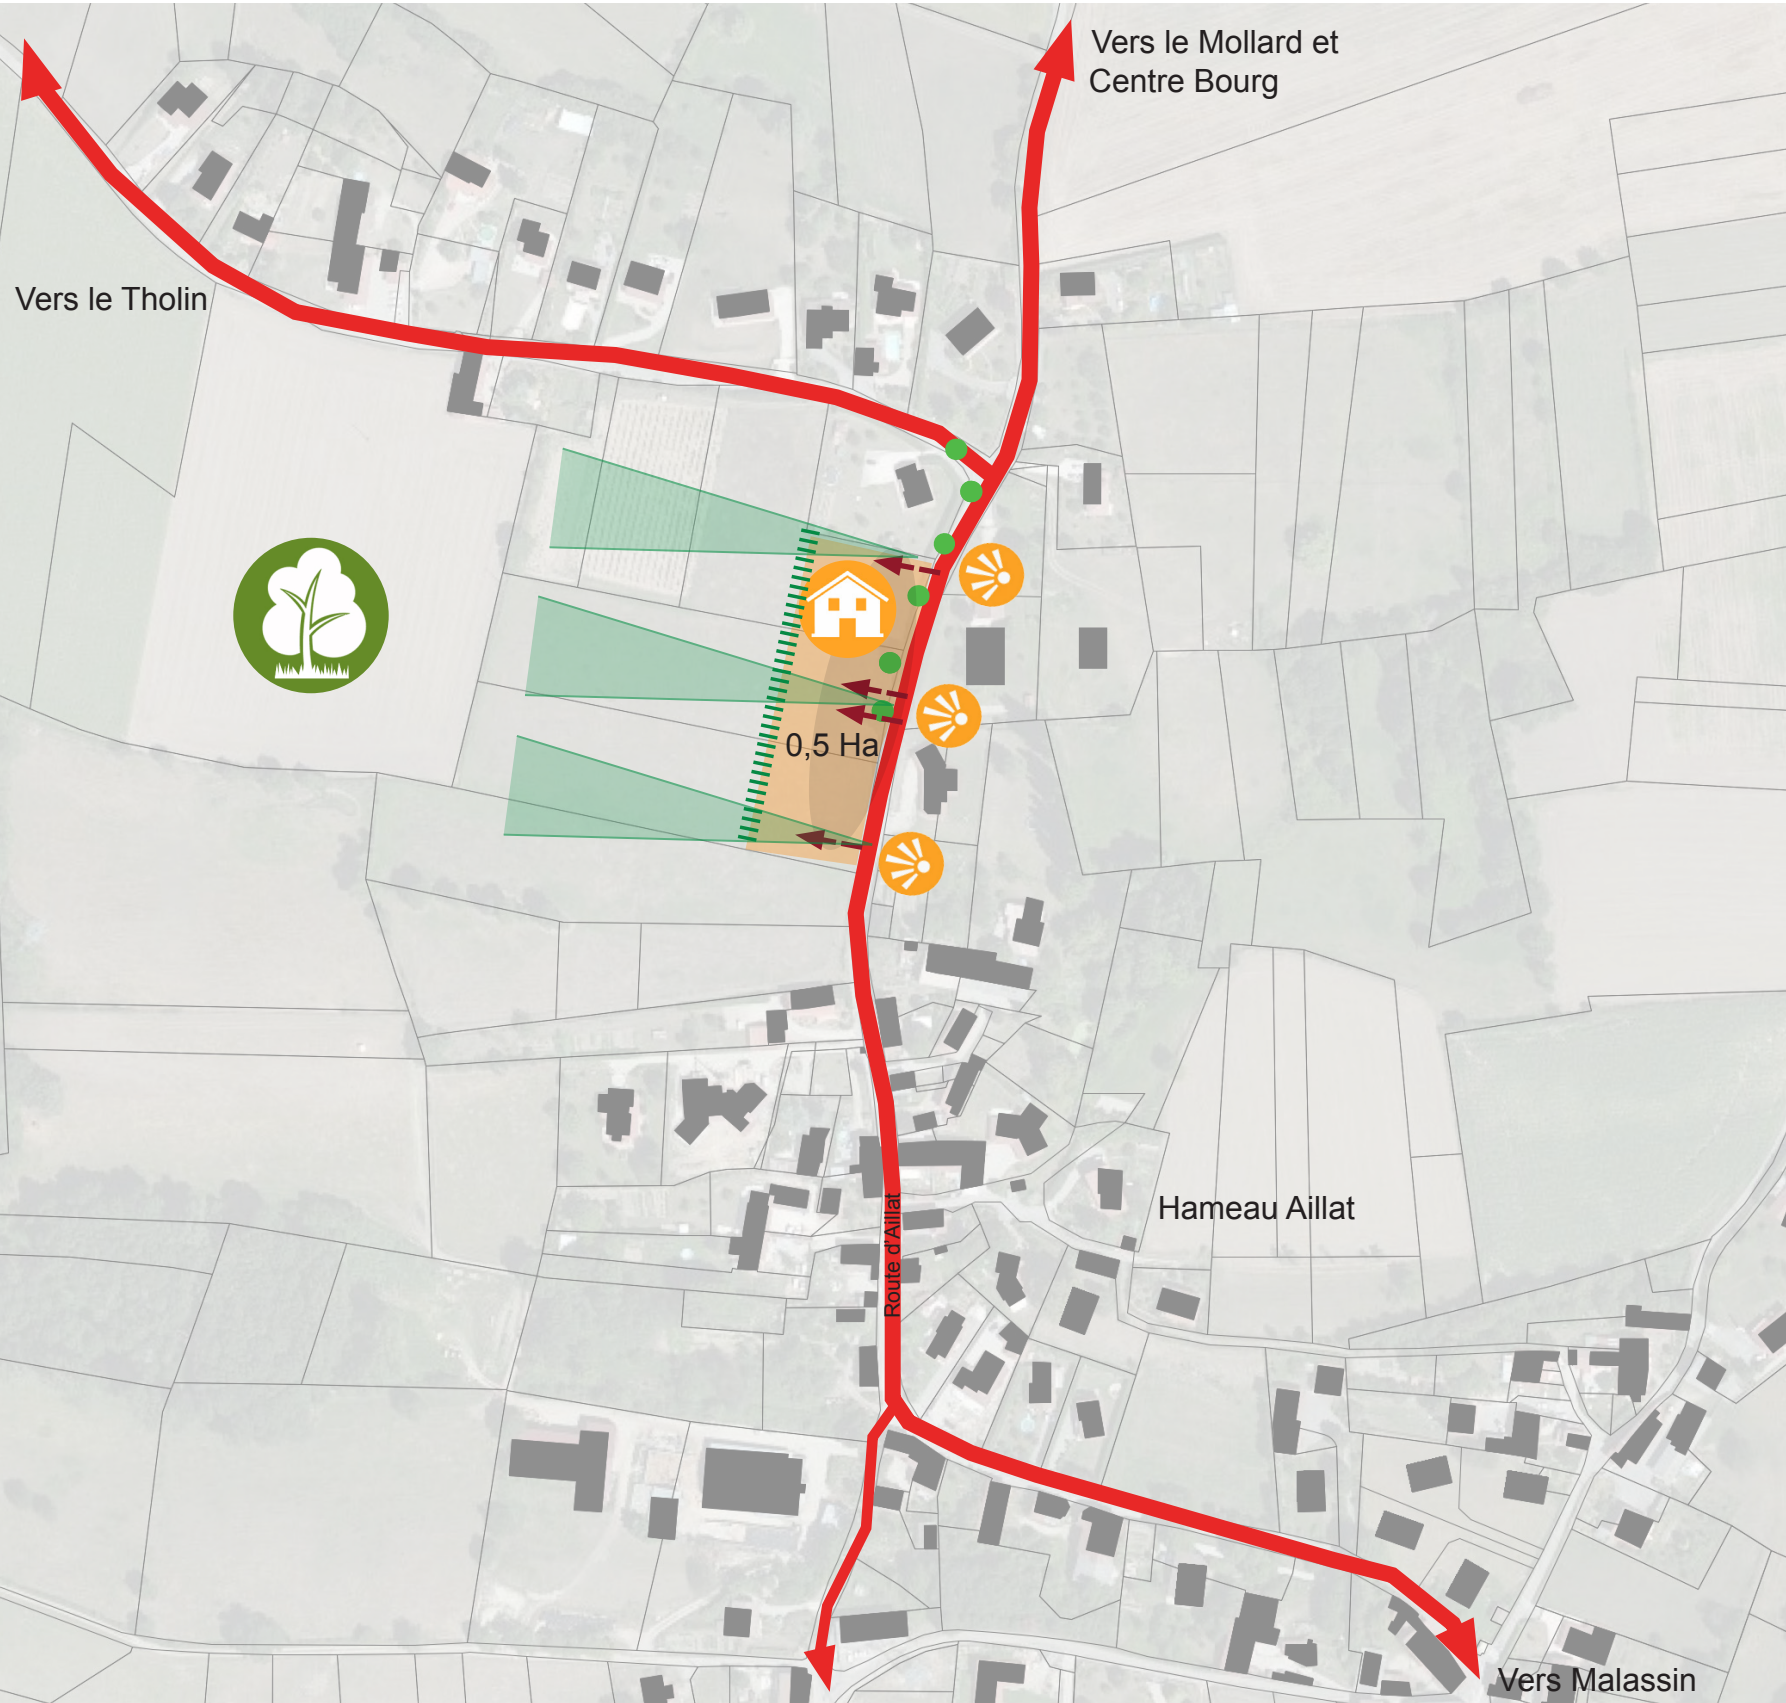 Vers le Mollard et
Centre Bourg
Vers le Tholin
0,5 Ha
Hameau Aillat
Route d'Aillat
Vers Malassin